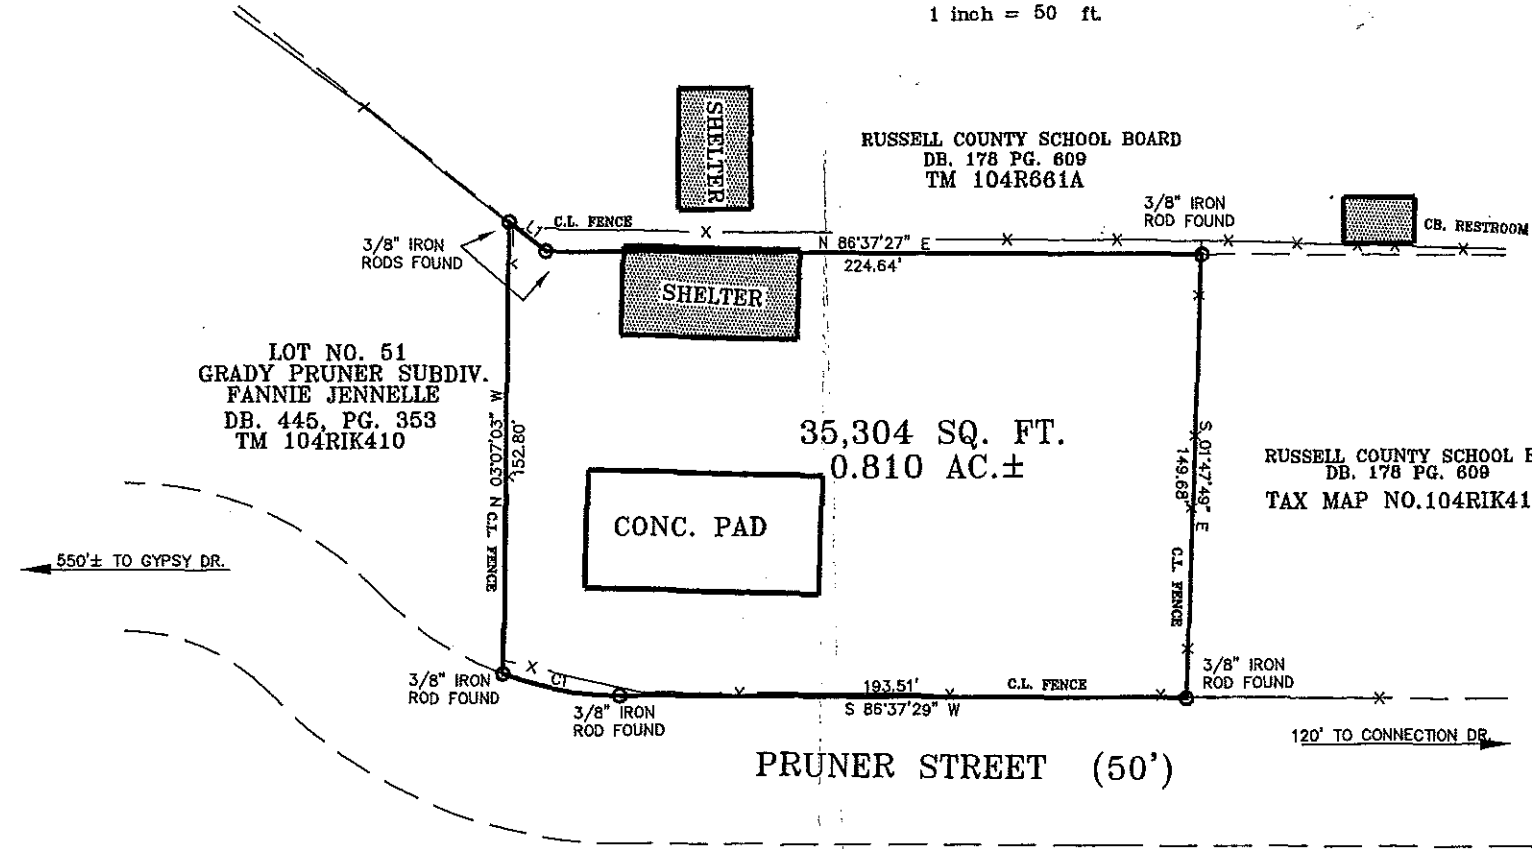 1 inch = 50 ft.
SHELTER
RUSSELL COUNTY SCHOOL BOARD
DB. 178 PG. 609
TM 104R661A
3/8" IRON
ROD FOUND
C.L. FENCE
CB. RESTROOM
N 86°37'27" E
224.64'
3/8" IRON
RODS FOUND
SHELTER
LOT NO. 51
GRADY PRUNER SUBDIV.
FANNIE JENNELLE
DB. 445, PG. 353
TM 104RIK410
N 03°07'03" W
152.80'
C.L. FENCE
35,304 SQ. FT.
0.810 AC.±
S 01°47'49" E
149.68'
C.L. FENCE
RUSSELL COUNTY SCHOOL
DB. 178 PG. 609
TAX MAP NO.104RIK41
CONC. PAD
550'± TO GYPSY DR.
3/8" IRON
ROD FOUND
C1
3/8" IRON
ROD FOUND
193.51'
S 86°37'29" W
C.L. FENCE
3/8" IRON
ROD FOUND
120' TO CONNECTION DR.
PRUNER STREET (50')